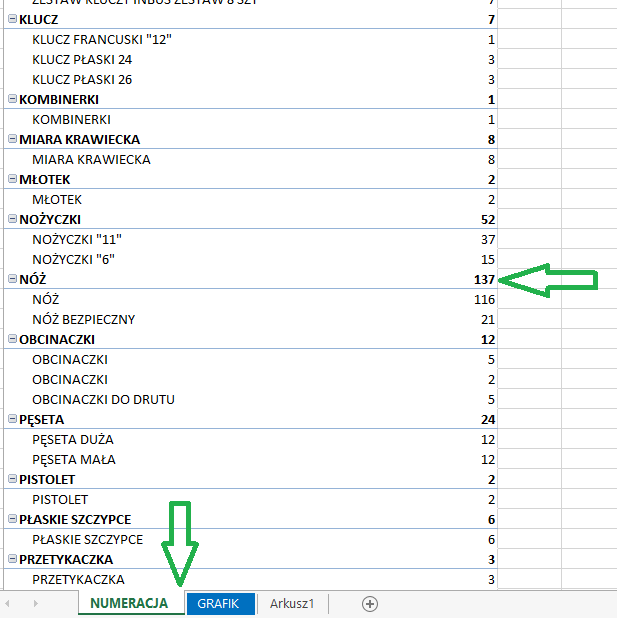 ZESTAW KLUCZY INBUS ZESTAW 8 SZT 7
KLUCZ 7
KLUCZ FRANCUSKI "12" 1
KLUCZ PŁASKI 24 3
KLUCZ PŁASKI 26 3
KOMBINERKI 1
KOMBINERKI 1
MIARA KRAWIECKA 8
MIARA KRAWIECKA 8
MŁOTEK 2
MŁOTEK 2
NOŻYCZKI 52
NOŻYCZKI "11" 37
NOŻYCZKI "6" 15
NÓŻ 137
NÓŻ 116
NÓŻ BEZPIECZNY 21
OBCINACZKI 12
OBCINACZKI 5
OBCINACZKI 2
OBCINACZKI DO DRUTU 5
PĘSETA 24
PĘSETA DUŻA 12
PĘSETA MAŁA 12
PISTOLET 2
PISTOLET 2
PŁASKIE SZCZYPCE 6
PŁASKIE SZCZYPCE 6
PRZETYKACZKA 3
PRZETYKACZKA 3
NUMERACJA GRAFIK Arkusz1